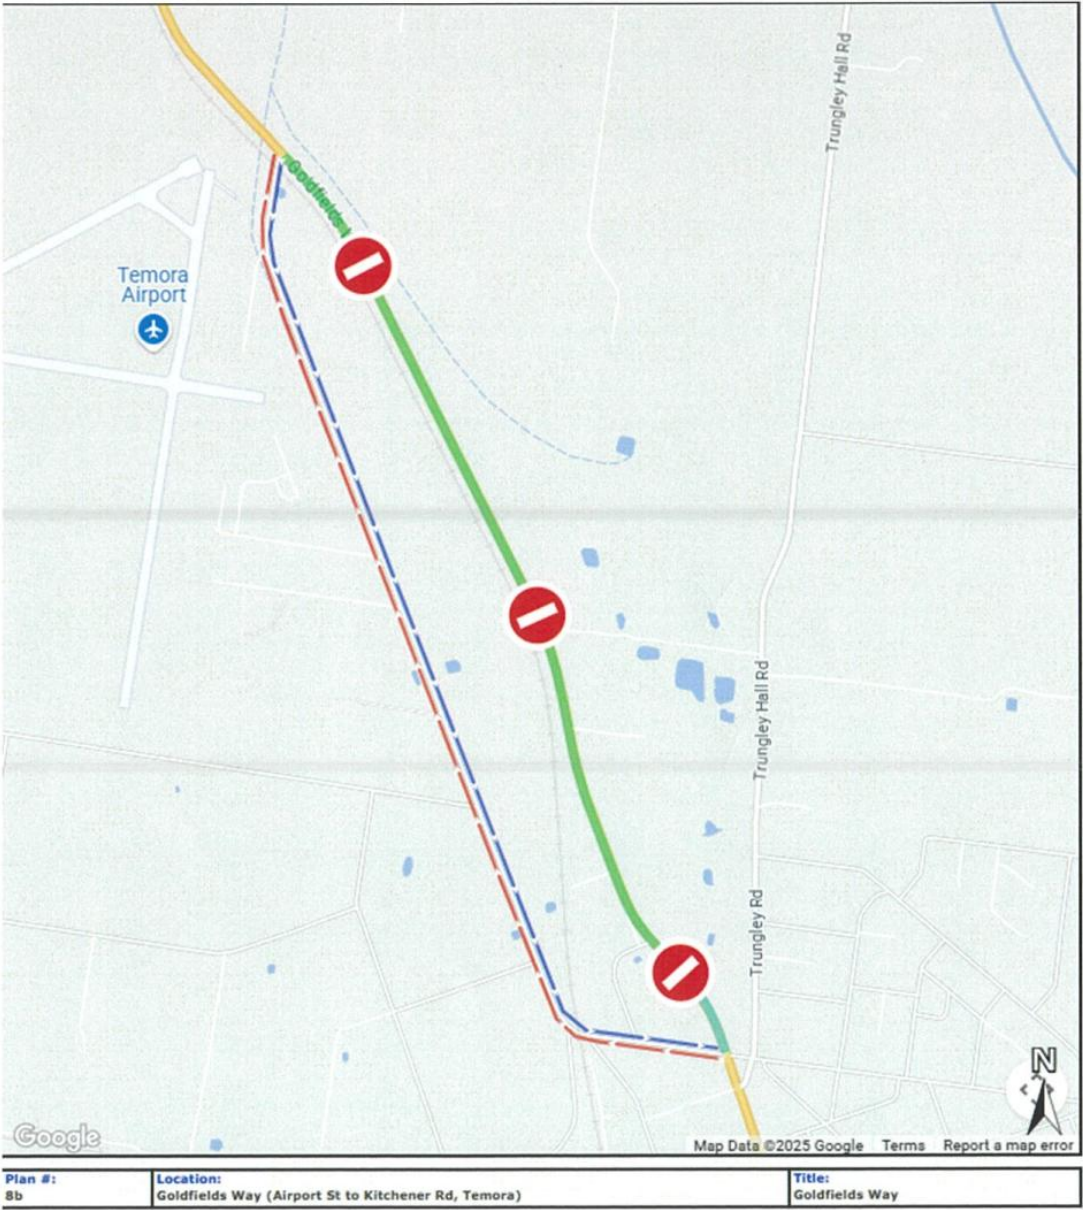 Trungley Hall Rd
Goldfields
Temora
Airport
Trungley Hall Rd
Trungley Rd
N
Google
Map Data ©2025 Google
Terms
Report a map error
Plan #:
8b
Location:
Goldfields Way (Airport St to Kitchener Rd, Temora)
Title:
Goldfields Way